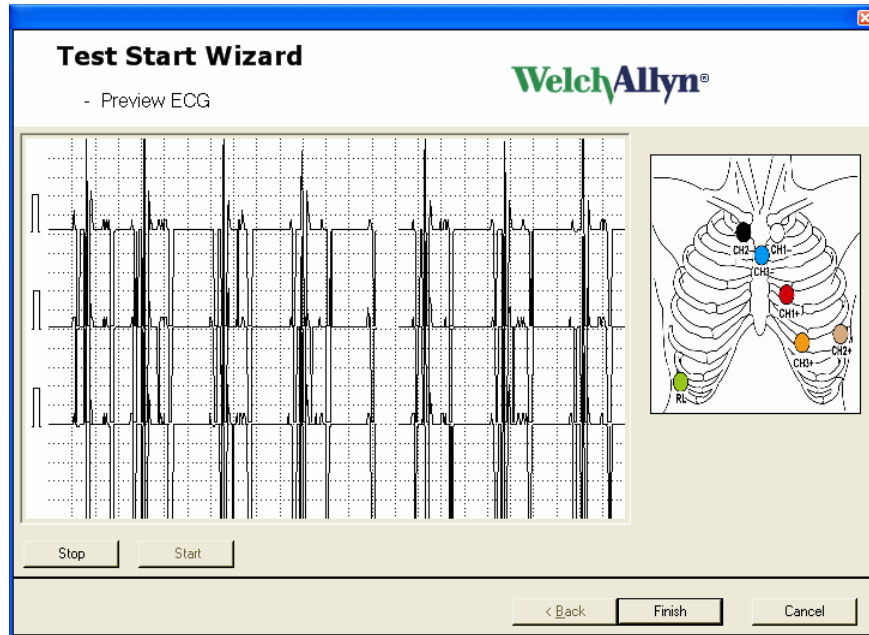 Test Start Wizard
WelchAllyn®
- Preview ECG
CH2– CH1–
CH3–
CH1+
CH3+ CH2+
RL
Stop Start
< Back Finish Cancel